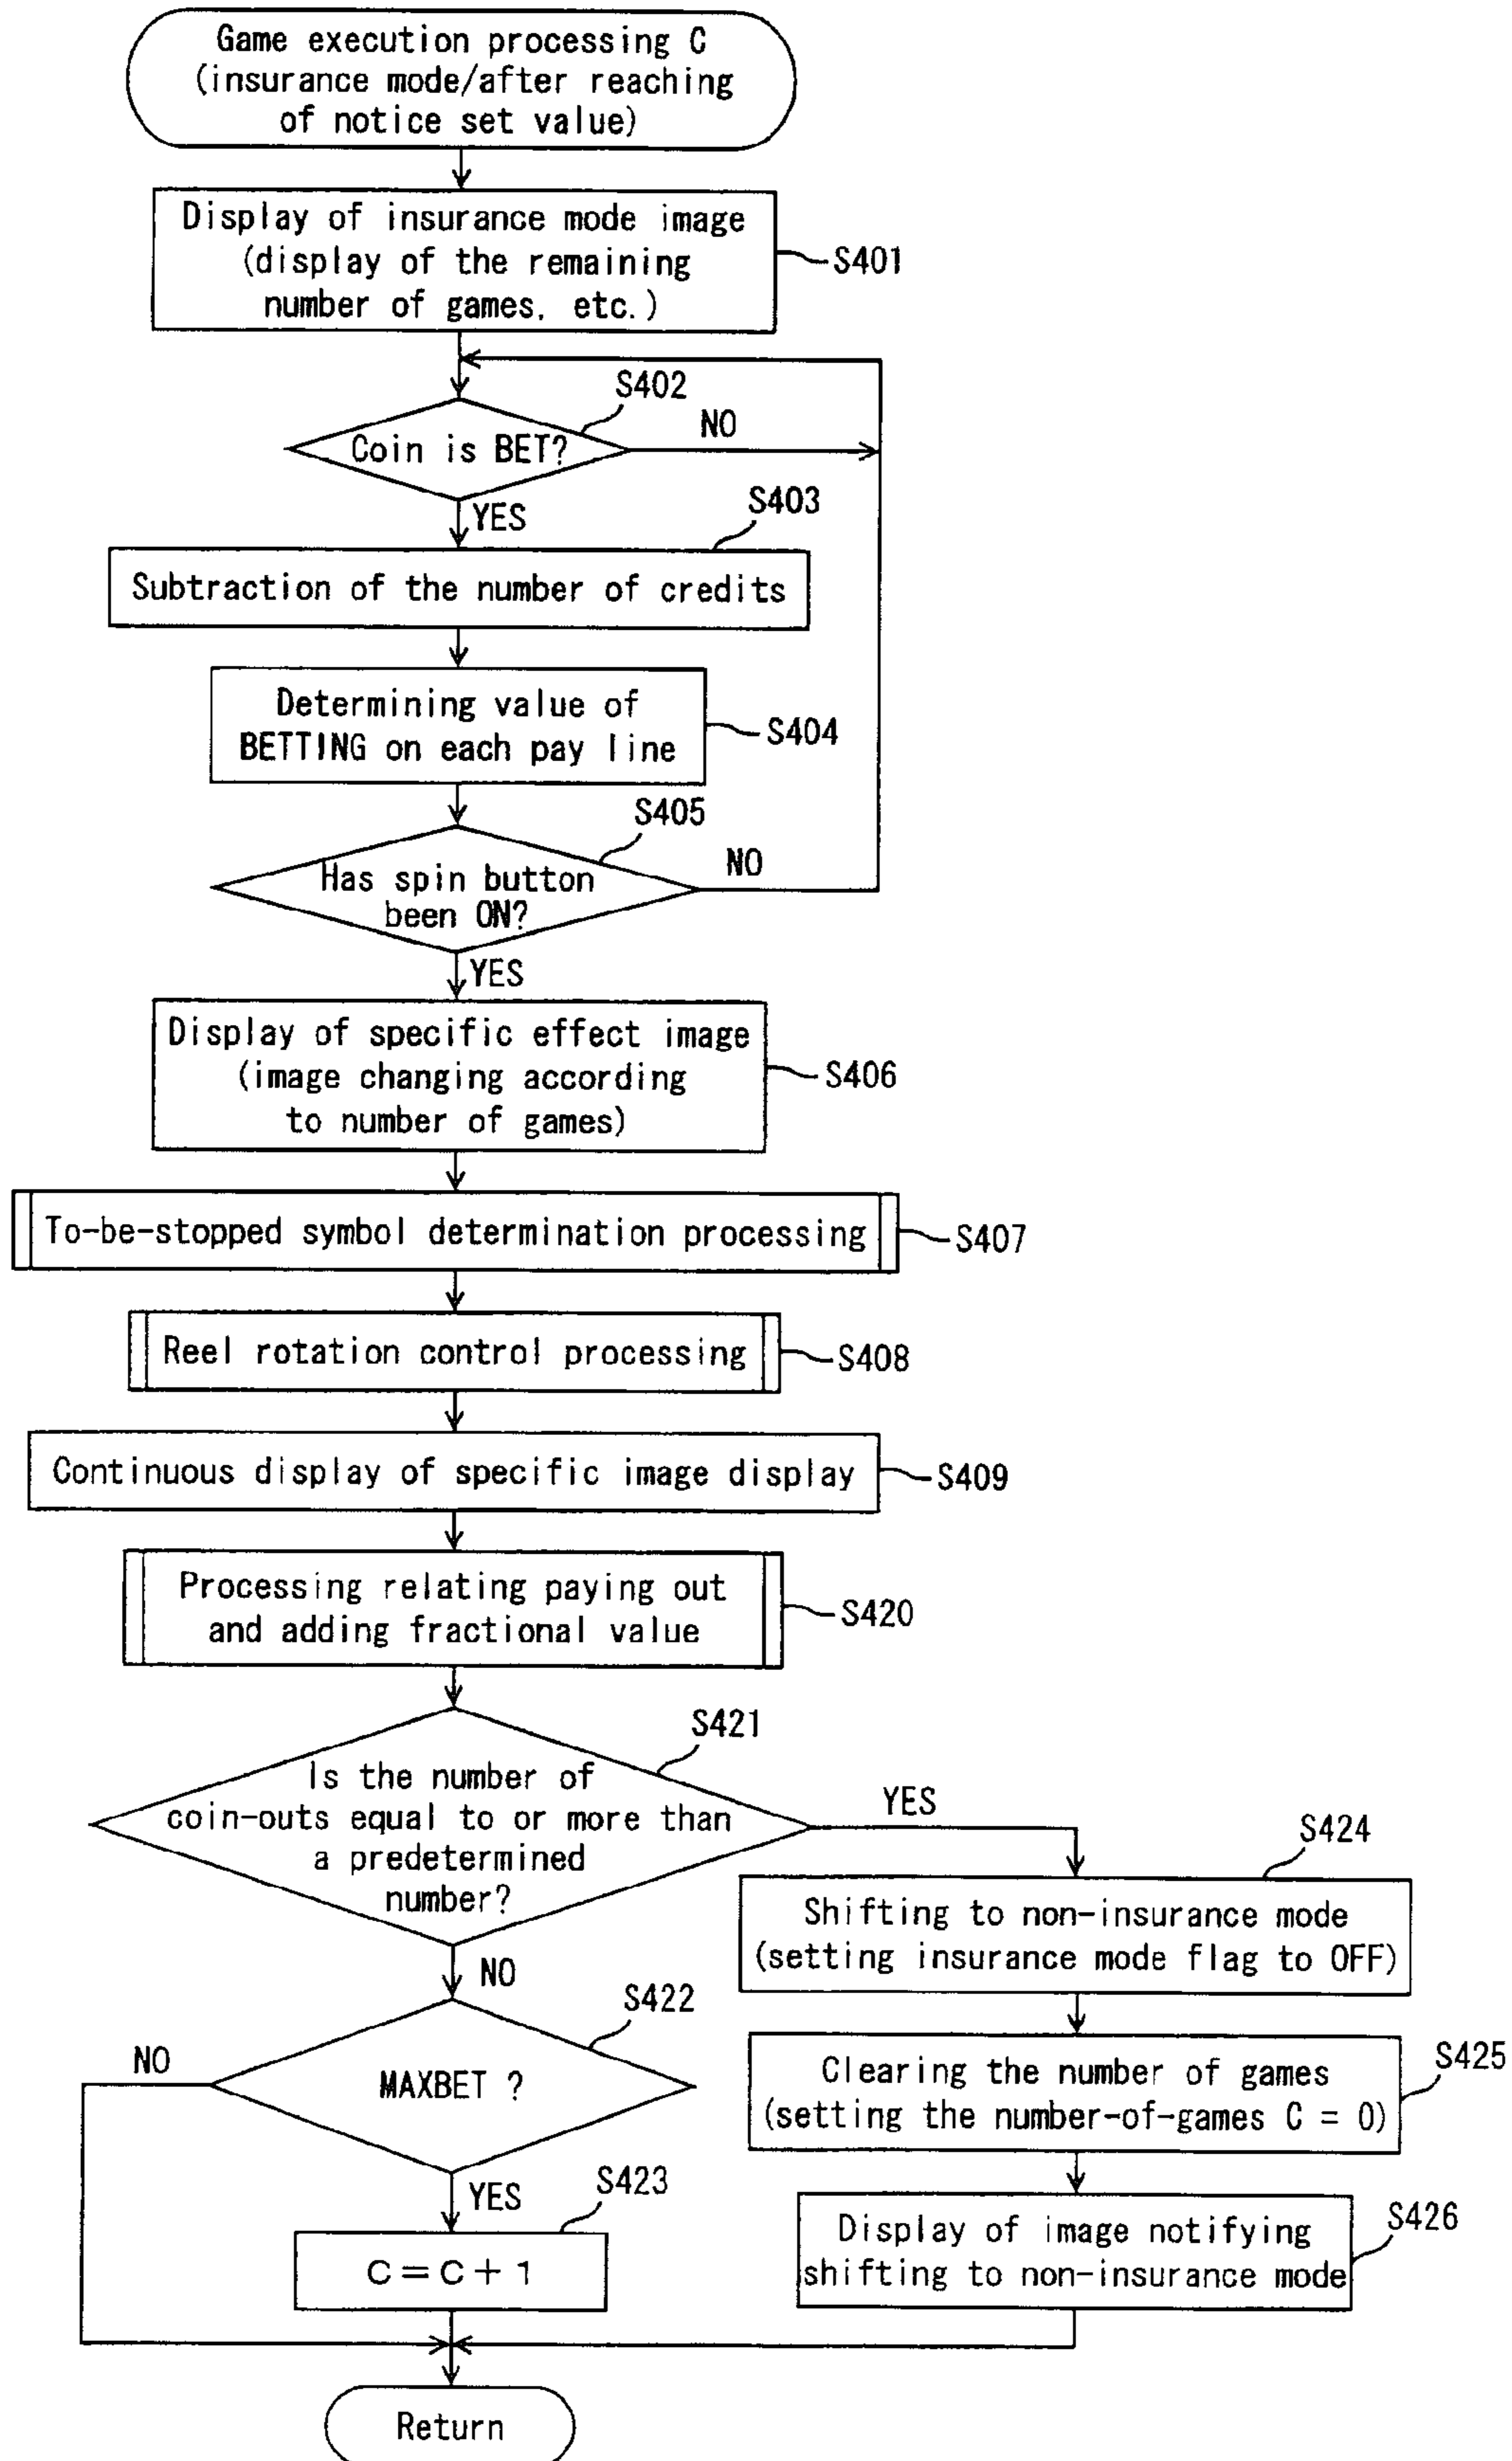 Game execution processing C
(insurance mode/after reaching
of notice set value)
Display of insurance mode image
(display of the remaining
number of games, etc.)
S401
S402
Coin is BET?
NO
YES
S403
Subtraction of the number of credits
Determining value of
BETTING on each pay line
S404
S405
Has spin button
been ON?
NO
YES
Display of specific effect image
(image changing according
to number of games)
S406
To-be-stopped symbol determination processing
S407
Reel rotation control processing
S408
Continuous display of specific image display
S409
Processing relating paying out
and adding fractional value
S420
S421
Is the number of
coin-outs equal to or more than
a predetermined
number?
YES
NO
S424
Shifting to non-insurance mode
(setting insurance mode flag to OFF)
S422
MAXBET ?
NO
YES
S425
Clearing the number of games
(setting the number-of-games C = 0)
S423
C = C + 1
S426
Display of image notifying
shifting to non-insurance mode
Return